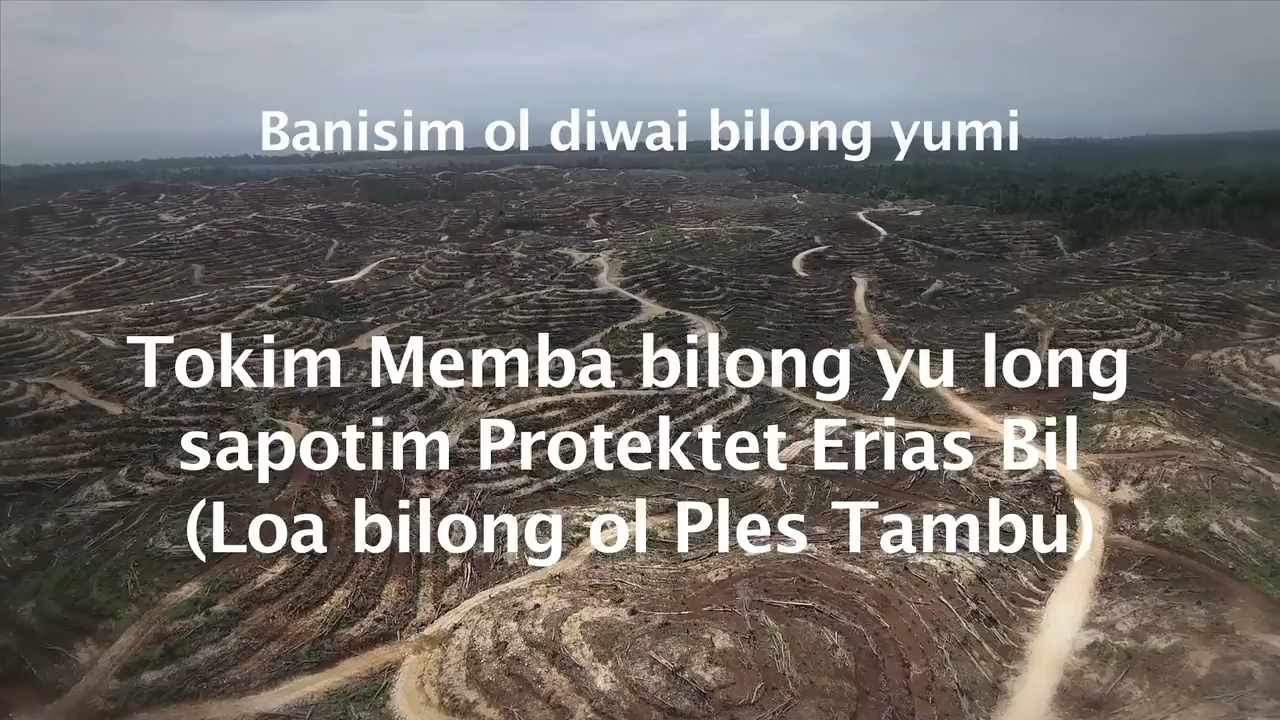 Banisim ol diwai bilong yumi
Tokim Memba bilong yu long
sapotim Protektet Erias Bil
(Loa bilong ol Ples Tambu)